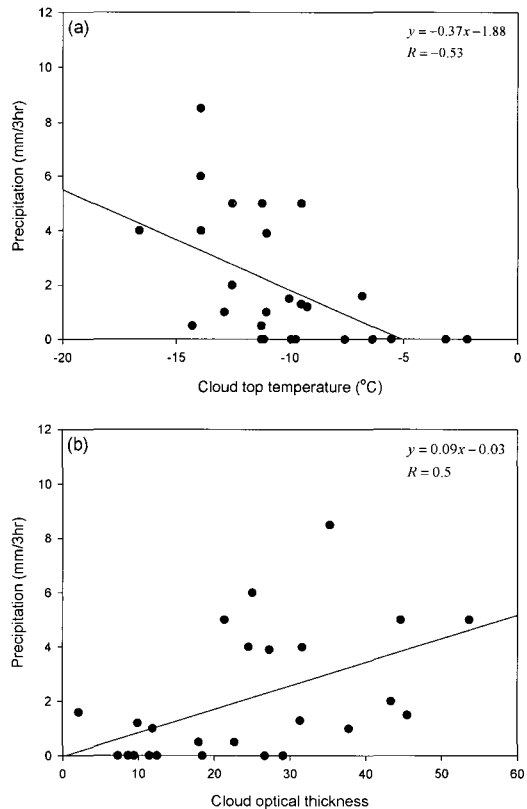 (a)
y = -0.37x - 1.88
R = -0.53
Precipitation (mm/3hr)
12
10
8
6
4
2
0
-20 -15 -10 -5 0
Cloud top temperature (°C)
(b)
y = 0.09x - 0.03
R = 0.5
Precipitation (mm/3hr)
12
10
8
6
4
2
0
0 10 20 30 40 50 60
Cloud optical thickness